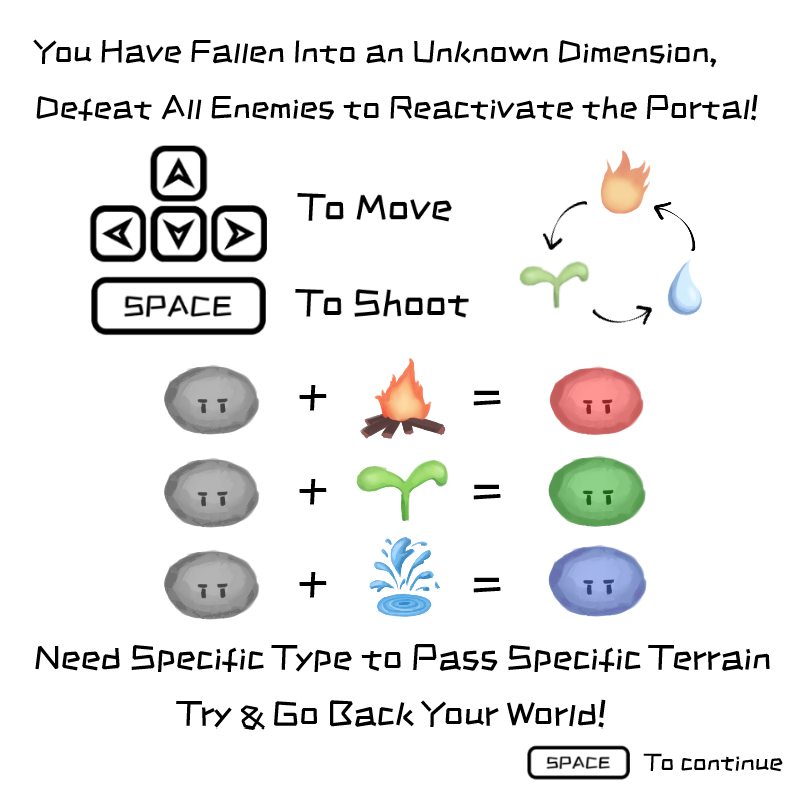 You Have Fallen Into an Unknown Dimension,
Defeat All Enemies to Reactivate the Portal!
To Move
SPACE To Shoot
+ =
+ =
+ =
Need Specific Type to Pass Specific Terrain
Try & Go Back Your World!
SPACE To continue